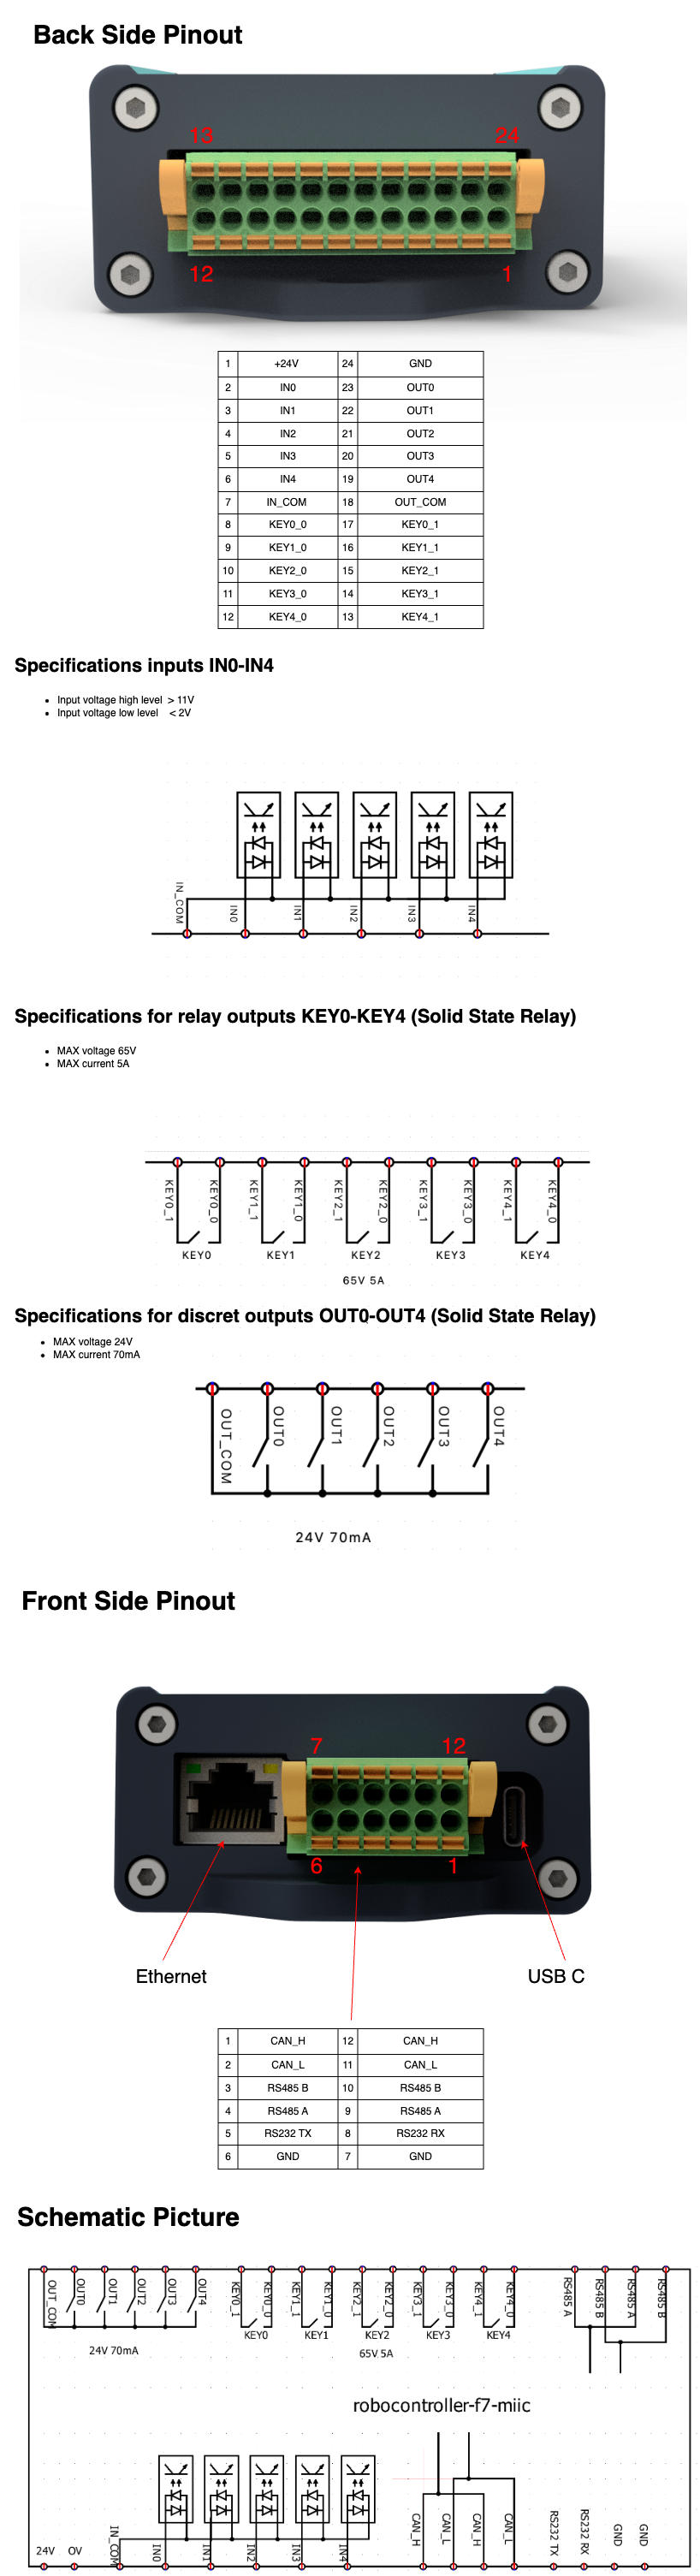 Back Side Pinout
13 24
12 1
1 +24V 24 GND
2 IN0 23 OUT0
3 IN1 22 OUT1
4 IN2 21 OUT2
5 IN3 20 OUT3
6 IN4 19 OUT4
7 IN_COM 18 OUT_COM
8 KEY0_0 17 KEY0_1
9 KEY1_0 16 KEY1_1
10 KEY2_0 15 KEY2_1
11 KEY3_0 14 KEY3_1
12 KEY4_0 13 KEY4_1
Specifications inputs IN0-IN4
• Input voltage high level > 11V
• Input voltage low level < 2V
IN_COM IN0 IN1 IN2 IN3 IN4
Specifications for relay outputs KEY0-KEY4 (Solid State Relay)
• MAX voltage 65V
• MAX current 5A
KEY0_1 KEY0_0 KEY1_1 KEY1_0 KEY2_1 KEY2_0 KEY3_1 KEY3_0 KEY4_1 KEY4_0
KEY0 KEY1 KEY2 KEY3 KEY4
65V 5A
Specifications for discret outputs OUT0-OUT4 (Solid State Relay)
• MAX voltage 24V
• MAX current 70mA
OUT_COM OUT0 OUT1 OUT2 OUT3 OUT4
24V 70mA
Front Side Pinout
7 12
6 1
Ethernet USB C
1 CAN_H 12 CAN_H
2 CAN_L 11 CAN_L
3 RS485 B 10 RS485 B
4 RS485 A 9 RS485 A
5 RS232 TX 8 RS232 RX
6 GND 7 GND
Schematic Picture
OUT_COM OUT0 OUT1 OUT2 OUT3 OUT4 KEY0_1 KEY0_0 KEY1_1 KEY1_0 KEY2_1 KEY2_0 KEY3_1 KEY3_0 KEY4_1 KEY4_0 RS485 A RS485 B RS485 A RS485 B
KEY0 KEY1 KEY2 KEY3 KEY4
24V 70mA 65V 5A
robocontroller-f7-miic
24V 0V IN_COM IN0 IN1 IN2 IN3 IN4 CAN_H CAN_L CAN_H CAN_L RS232 TX RS232 RX GND GND